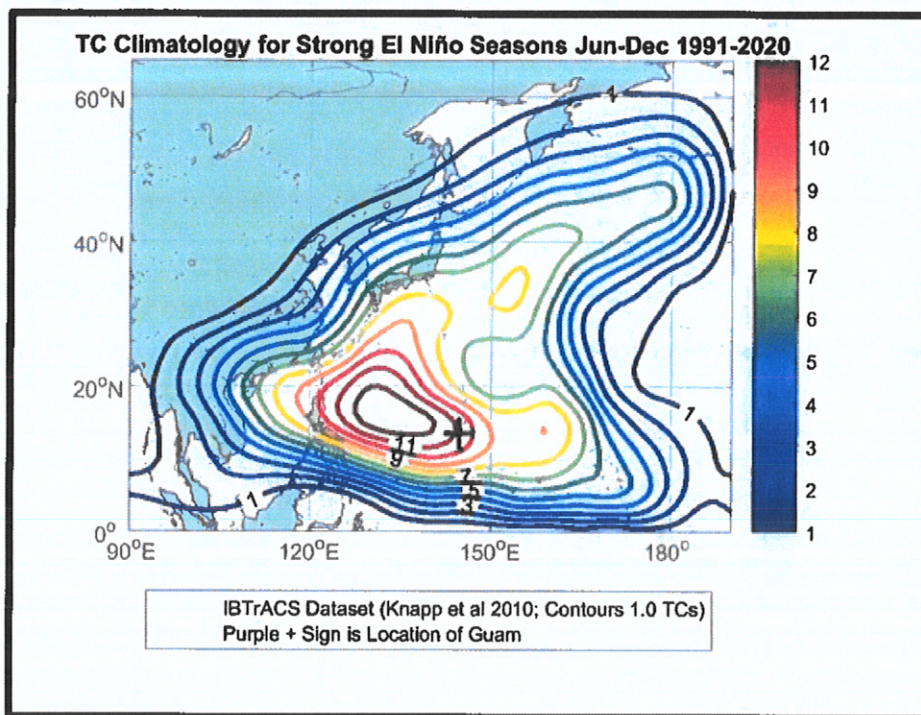 TC Climatology for Strong El Niño Seasons Jun-Dec 1991-2020
60°N
40°N
20°N
0°
90°E
120°E
150°E
180°
1
1
1
11
9
7
5
3
12
11
10
9
8
7
6
5
4
3
2
1
IBTrACS Dataset (Knapp et al 2010; Contours 1.0 TCs)
Purple + Sign is Location of Guam